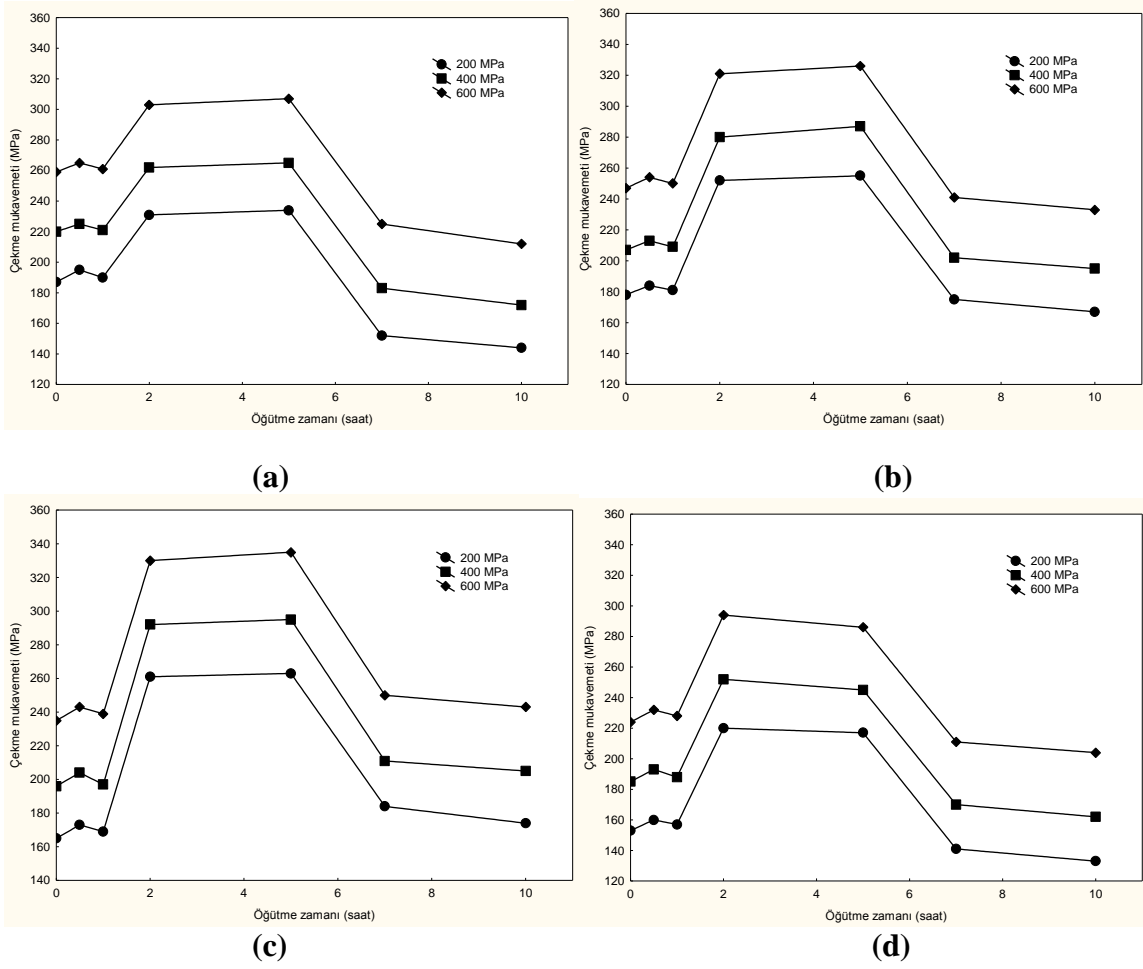 360
340
320
300
280
260
240
220
200
180
160
140
120
Çekme mukavemeti (MPa)
200 MPa
400 MPa
600 MPa
0 2 4 6 8 10
Öğütme zamanı (saat)
(a)
360
340
320
300
280
260
240
220
200
180
160
140
120
Çekme mukavemeti (MPa)
200 MPa
400 MPa
600 MPa
0 2 4 6 8 10
Öğütme zamanı (saat)
(b)
360
340
320
300
280
260
240
220
200
180
160
140
Çekme mukavemeti (MPa)
200 MPa
400 MPa
600 MPa
0 2 4 6 8 10
Öğütme zamanı (saat)
(c)
360
340
320
300
280
260
240
220
200
180
160
140
120
Çekme mukavemeti (MPa)
200 MPa
400 MPa
600 MPa
0 2 4 6 8 10
Öğütme zamanı (saat)
(d)